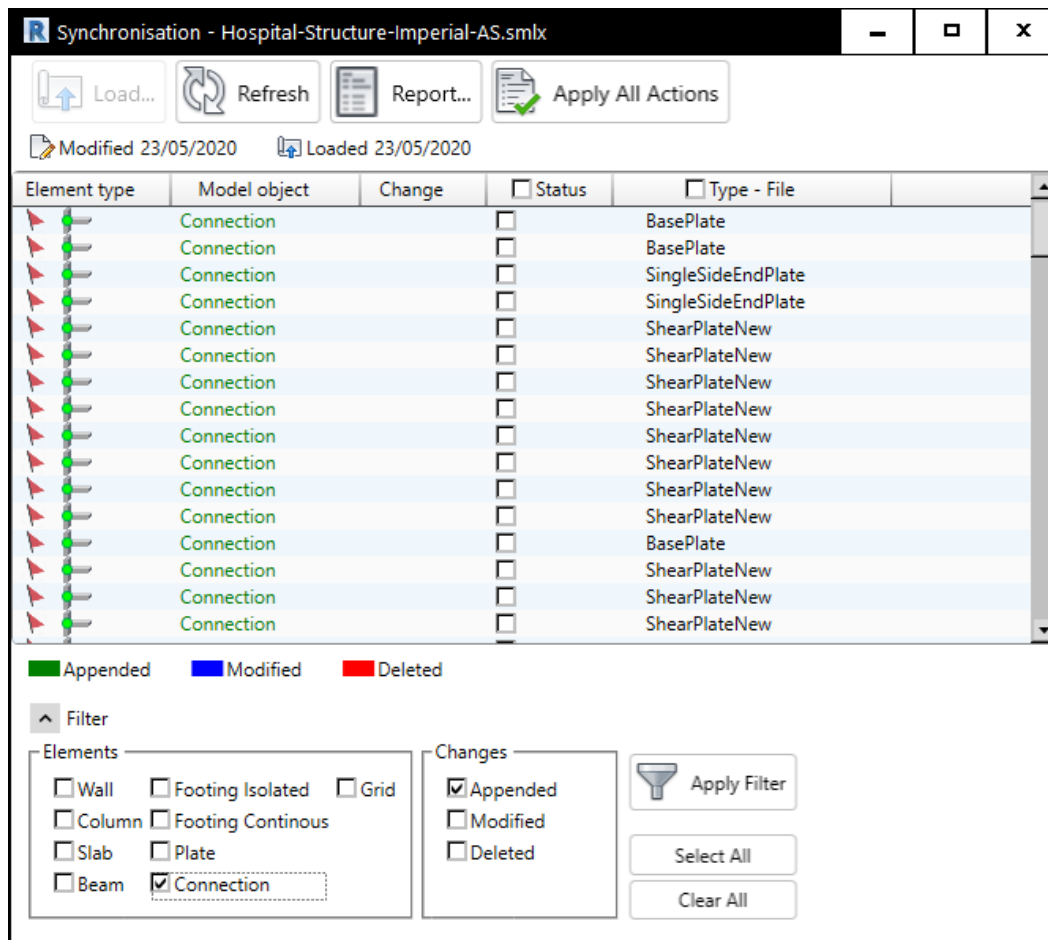 Synchronisation - Hospital-Structure-Imperial-AS.smlx
Load... Refresh Report... Apply All Actions
Modified 23/05/2020 Loaded 23/05/2020
Element type Model object Change Status Type - File
Connection BasePlate
Connection BasePlate
Connection SingleSideEndPlate
Connection SingleSideEndPlate
Connection ShearPlateNew
Connection ShearPlateNew
Connection ShearPlateNew
Connection ShearPlateNew
Connection ShearPlateNew
Connection ShearPlateNew
Connection ShearPlateNew
Connection ShearPlateNew
Connection BasePlate
Connection ShearPlateNew
Connection ShearPlateNew
Connection ShearPlateNew
Appended Modified Deleted
Filter
Elements
Wall Footing Isolated Grid
Column Footing Continous
Slab Plate
Beam Connection
Changes
Appended
Modified
Deleted
Apply Filter
Select All
Clear All